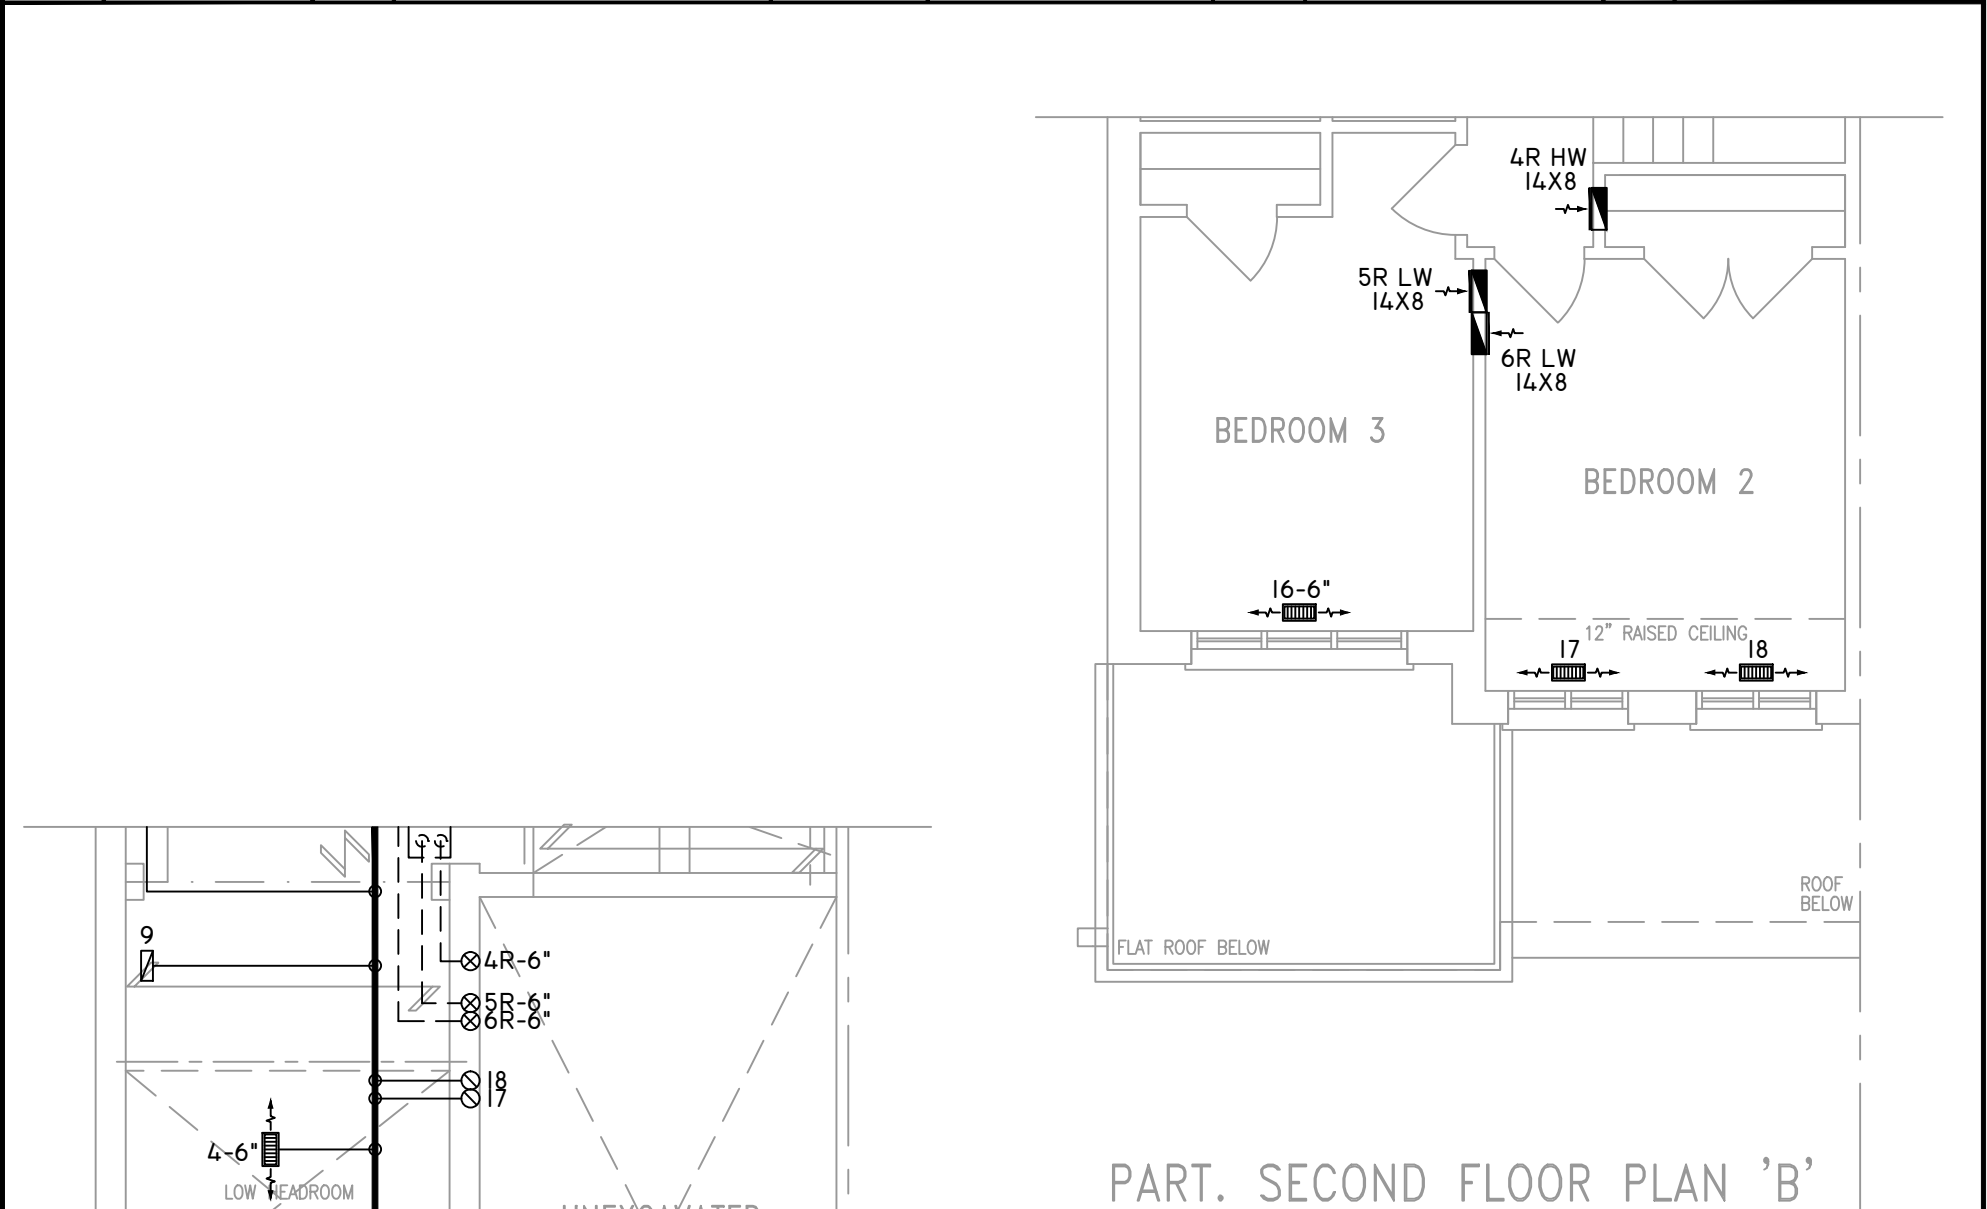 4R HW
14X8
5R LW
14X8
6R LW
14X8
BEDROOM 3
BEDROOM 2
16-6"
12" RAISED CEILING
17
18
ROOF
BELOW
FLAT ROOF BELOW
9
4R-6"
5R-6"
6R-6"
18
17
4-6"
LOW HEADROOM
PART. SECOND FLOOR PLAN 'B'